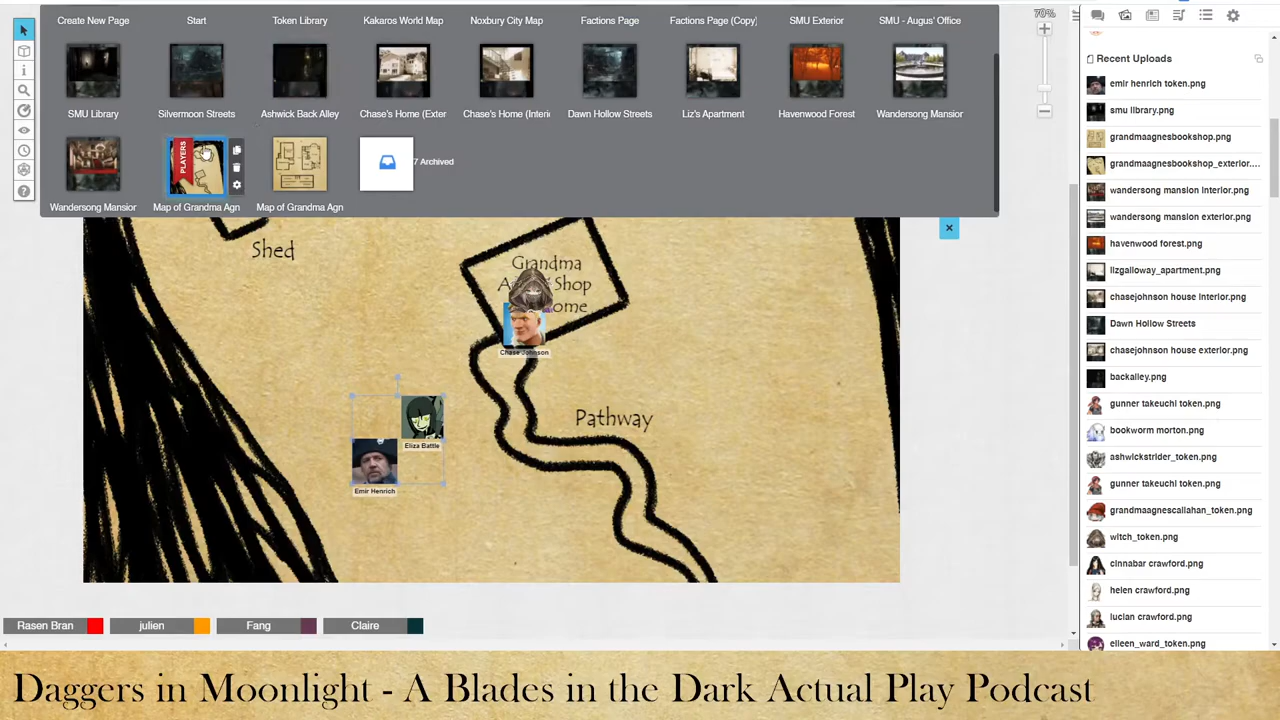 Create New Page
Start
Token Library
Kakaros World Map
Noxbury City Map
Factions Page
Factions Page (Copy)
SMU Exterior
SMU - Augus' Office
70%
SMU Library
Silvermoon Streets
Ashwick Back Alley
Chase's Home (Exter
Chase's Home (Interi
Dawn Hollow Streets
Liz's Apartment
Havenwood Forest
Wandersong Mansior
PLAYERS
7 Archived
Wandersong Mansior
Map of Grandma Agn
Map of Grandma Agn
Shed
Grandma
Shop
ome
Chase Johnson
Pathway
Eliza Battle
Emir Henrich
Recent Uploads
emir henrich token.png
smu library.png
grandmaagnesbookshop.png
grandmaagnesbookshop_exterior....
wandersong mansion interior.png
wandersong mansion exterior.png
havenwood forest.png
lizgalloway_apartment.png
chasejohnson house interior.png
Dawn Hollow Streets
chasejohnson house exterior.png
backalley.png
gunner takeuchi token.png
bookworm morton.png
ashwickstrider_token.png
gunner takeuchi token.png
grandmaagnescallahan_token.png
witch_token.png
cinnabar crawford.png
helen crawford.png
lucian crawford.png
eileen_ward_token.png
Rasen Bran
julien
Fang
Claire
Daggers in Moonlight - A Blades in the Dark Actual Play Podcast